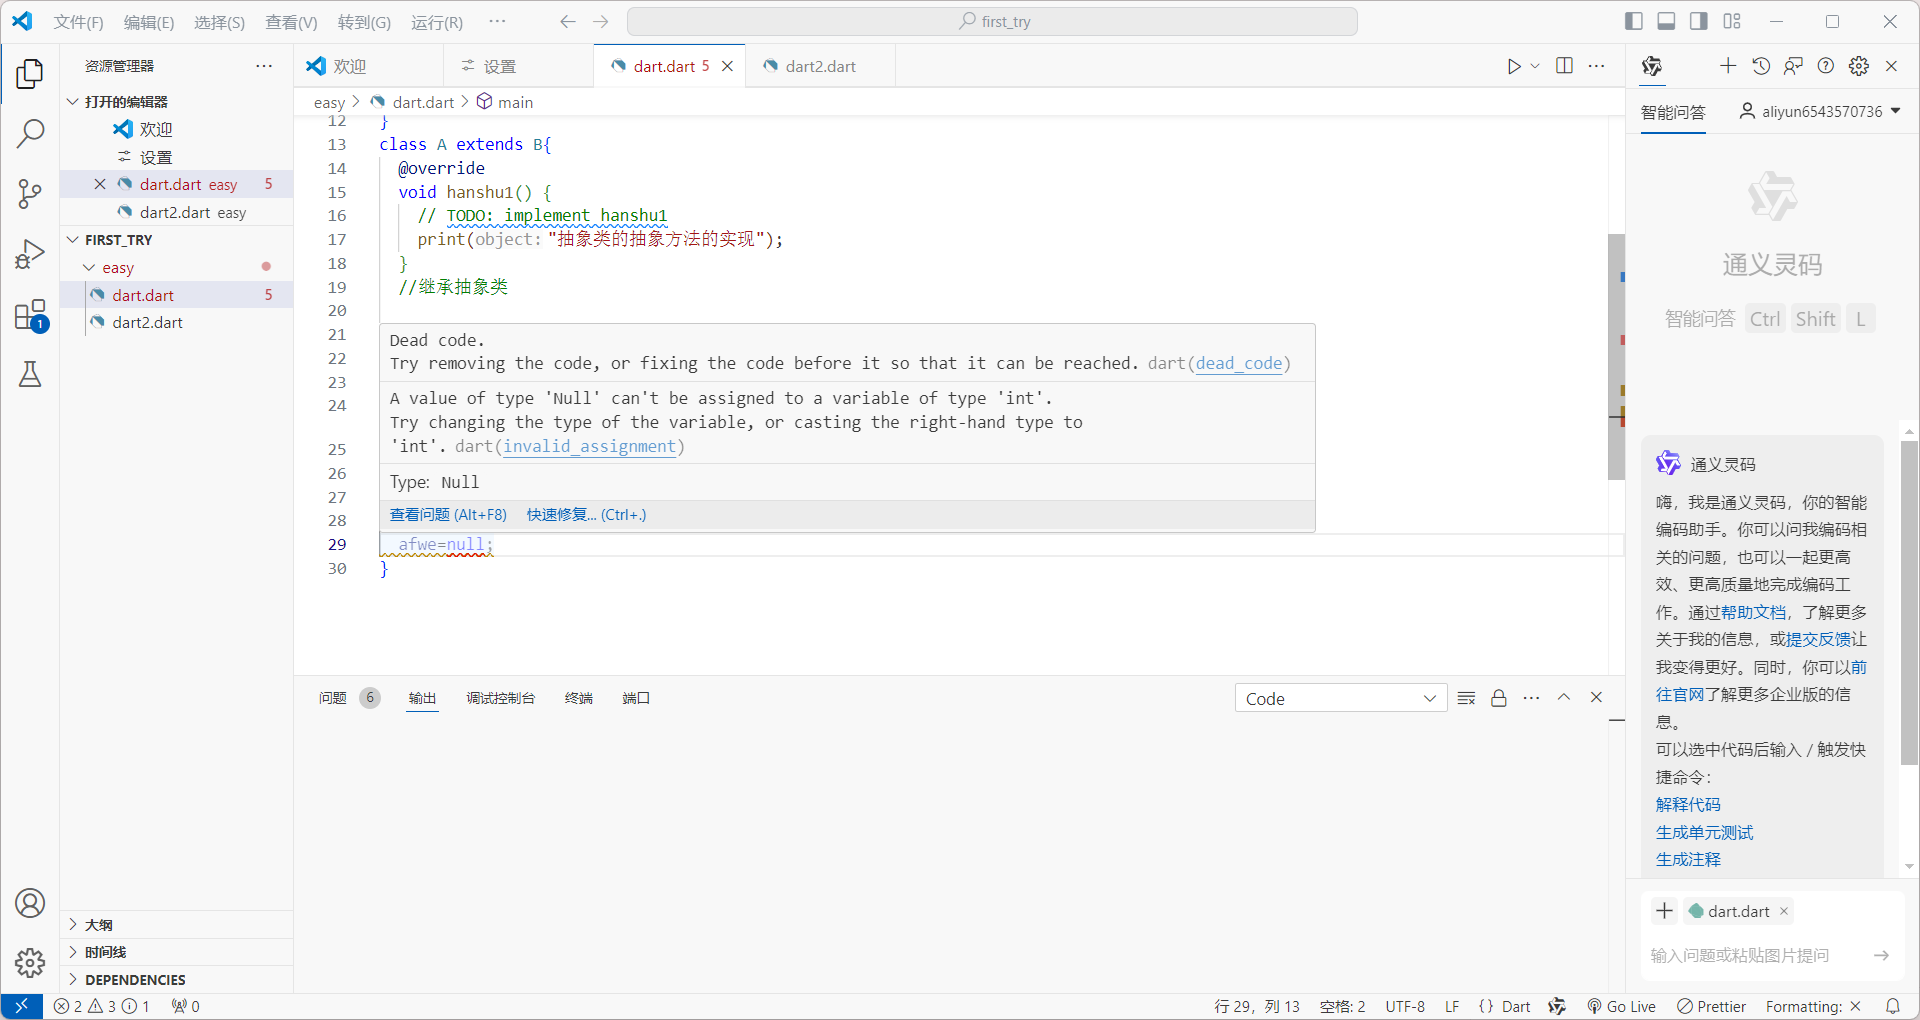 文件(F) 编辑(E) 选择(S) 查看(V) 转到(G) 运行(R) ··· first_try
资源管理器 ···
打开的编辑器
欢迎
设置
dart.dart easy 5
dart2.dart easy
FIRST_TRY
easy
dart.dart 5
dart2.dart
大纲
时间线
DEPENDENCIES
1
欢迎 设置 dart.dart 5 dart2.dart
easy > dart.dart > main
12 }
13 class A extends B{
14 @override
15 void hanshu1() {
16 // TODO: implement hanshu1
17 print(object: "抽象类的抽象方法的实现");
18 }
19 //继承抽象类
20
21
22
23
24
25
26
27
28
29 afwe=null;
30 }
Dead code.
Try removing the code, or fixing the code before it so that it can be reached. dart(dead_code)
A value of type 'Null' can't be assigned to a variable of type 'int'.
Try changing the type of the variable, or casting the right-hand type to
'int'. dart(invalid_assignment)
Type: Null
查看问题 (Alt+F8) 快速修复... (Ctrl+.)
问题 6 输出 调试控制台 终端 端口 Code
智能问答 aliyun6543570736
通义灵码
智能问答 Ctrl Shift L
通义灵码
嗨，我是通义灵码，你的智能
编码助手。你可以问我编码相
关的问题，也可以一起更高
效、更高质量地完成编码工
作。通过帮助文档，了解更多
关于我的信息，或提交反馈让
我变得更好。同时，你可以前
往官网了解更多企业版的信
息。
可以选中代码后输入 / 触发快
捷命令：
解释代码
生成单元测试
生成注释
dart.dart ×
输入问题或粘贴图片提问
2 3 1 0 行 29，列 13 空格: 2 UTF-8 LF {} Dart Go Live Prettier Formatting: ×